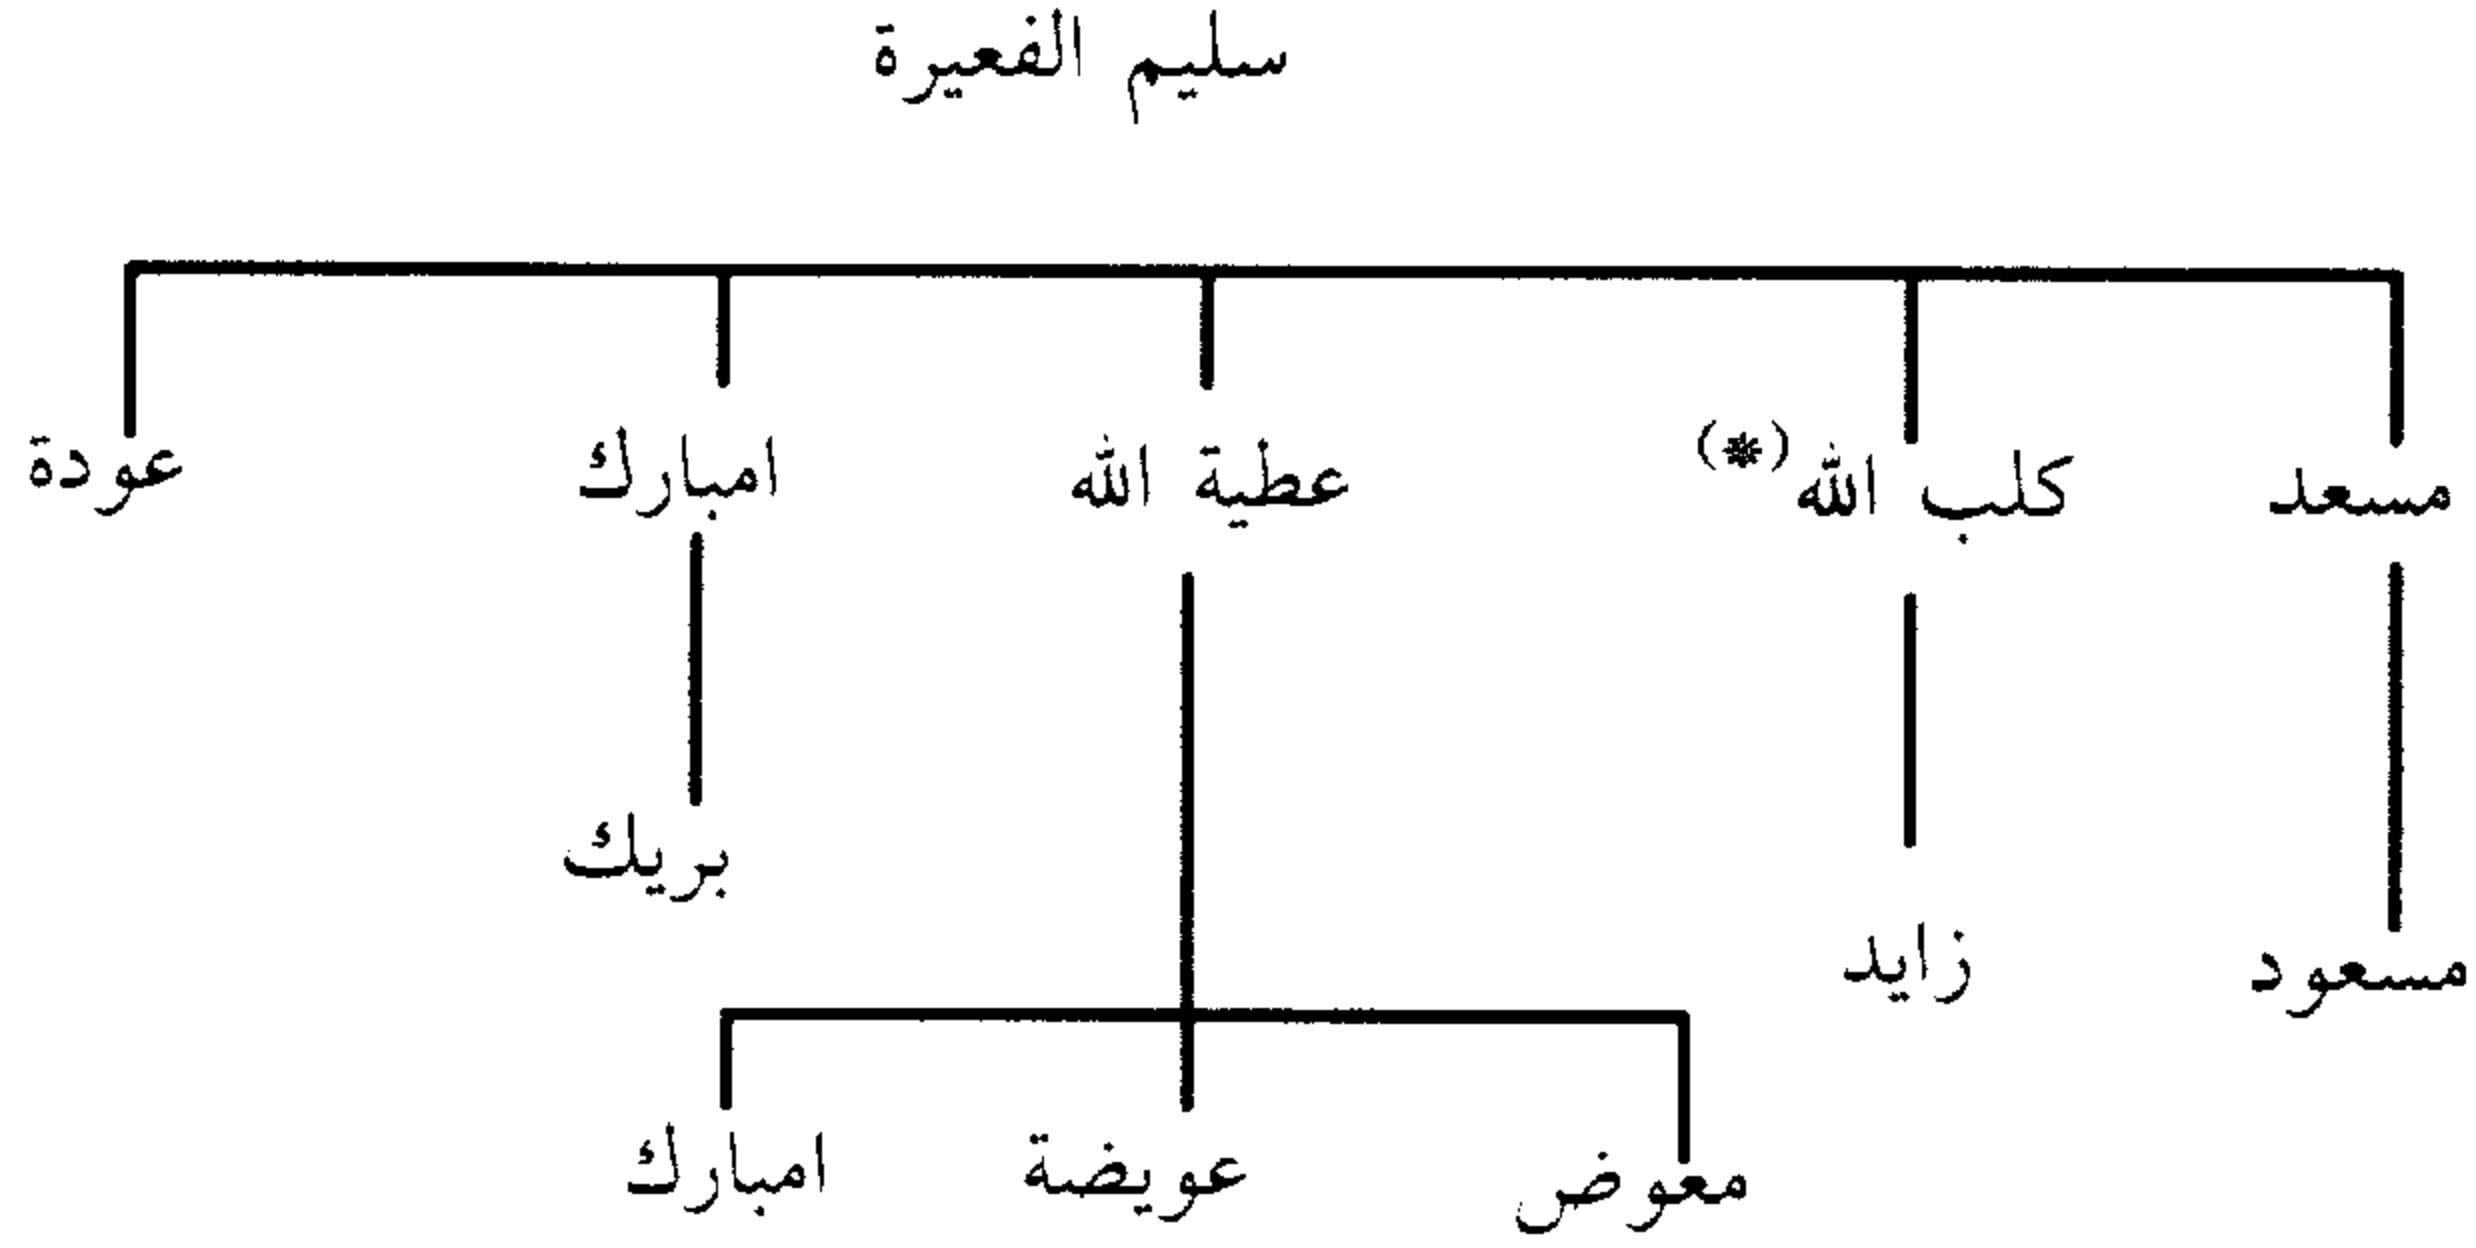 سليم الفعيرة
مسعد كلب الله (*) عطية الله امبارك عودة
بريك
مسعود زايد
معوض عويضة امبارك